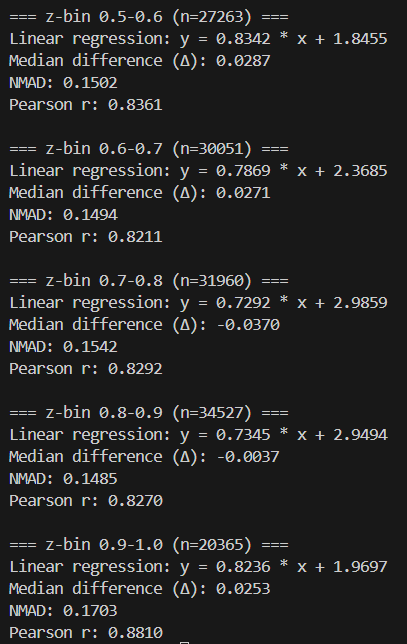 === z-bin 0.5-0.6 (n=27263) ===
Linear regression: y = 0.8342 * x + 1.8455
Median difference (Δ): 0.0287
NMAD: 0.1502
Pearson r: 0.8361

=== z-bin 0.6-0.7 (n=30051) ===
Linear regression: y = 0.7869 * x + 2.3685
Median difference (Δ): 0.0271
NMAD: 0.1494
Pearson r: 0.8211

=== z-bin 0.7-0.8 (n=31960) ===
Linear regression: y = 0.7292 * x + 2.9859
Median difference (Δ): -0.0370
NMAD: 0.1542
Pearson r: 0.8292

=== z-bin 0.8-0.9 (n=34527) ===
Linear regression: y = 0.7345 * x + 2.9494
Median difference (Δ): -0.0037
NMAD: 0.1485
Pearson r: 0.8270

=== z-bin 0.9-1.0 (n=20365) ===
Linear regression: y = 0.8236 * x + 1.9697
Median difference (Δ): 0.0253
NMAD: 0.1703
Pearson r: 0.8810